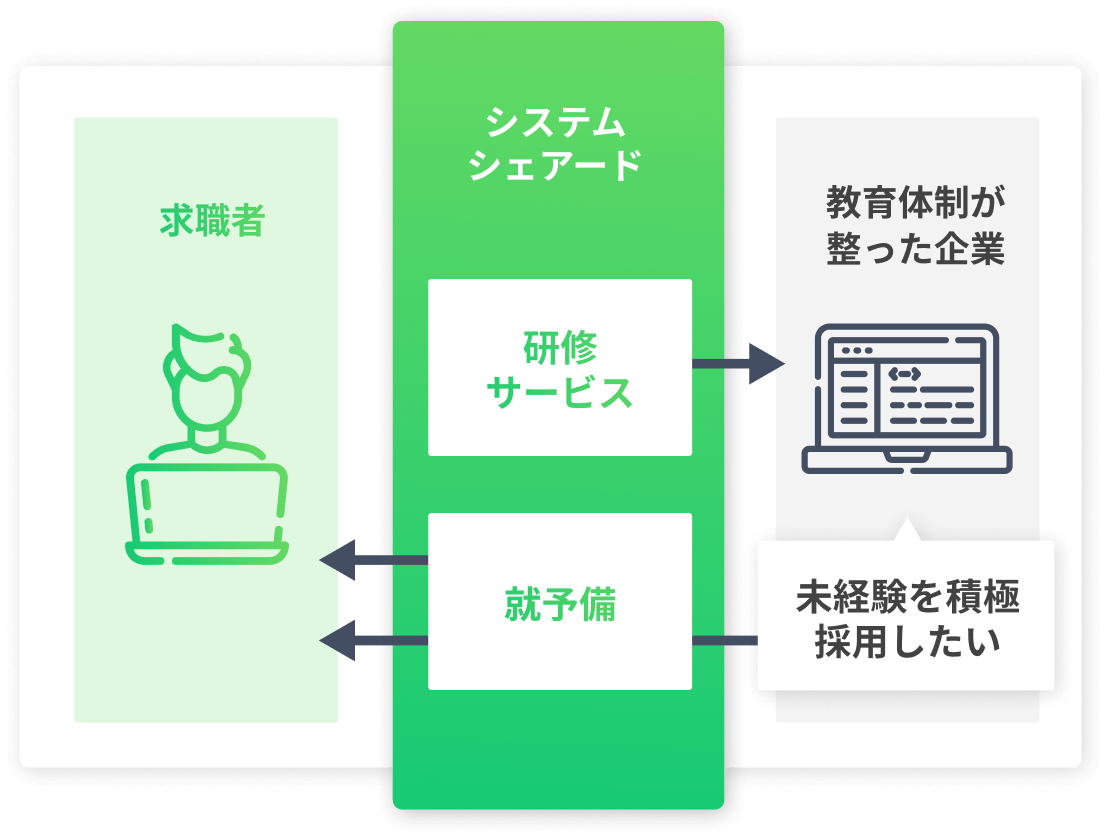 求職者
システム
シェアード
研修
サービス
就予備
教育体制が
整った企業
未経験を積極
採用したい